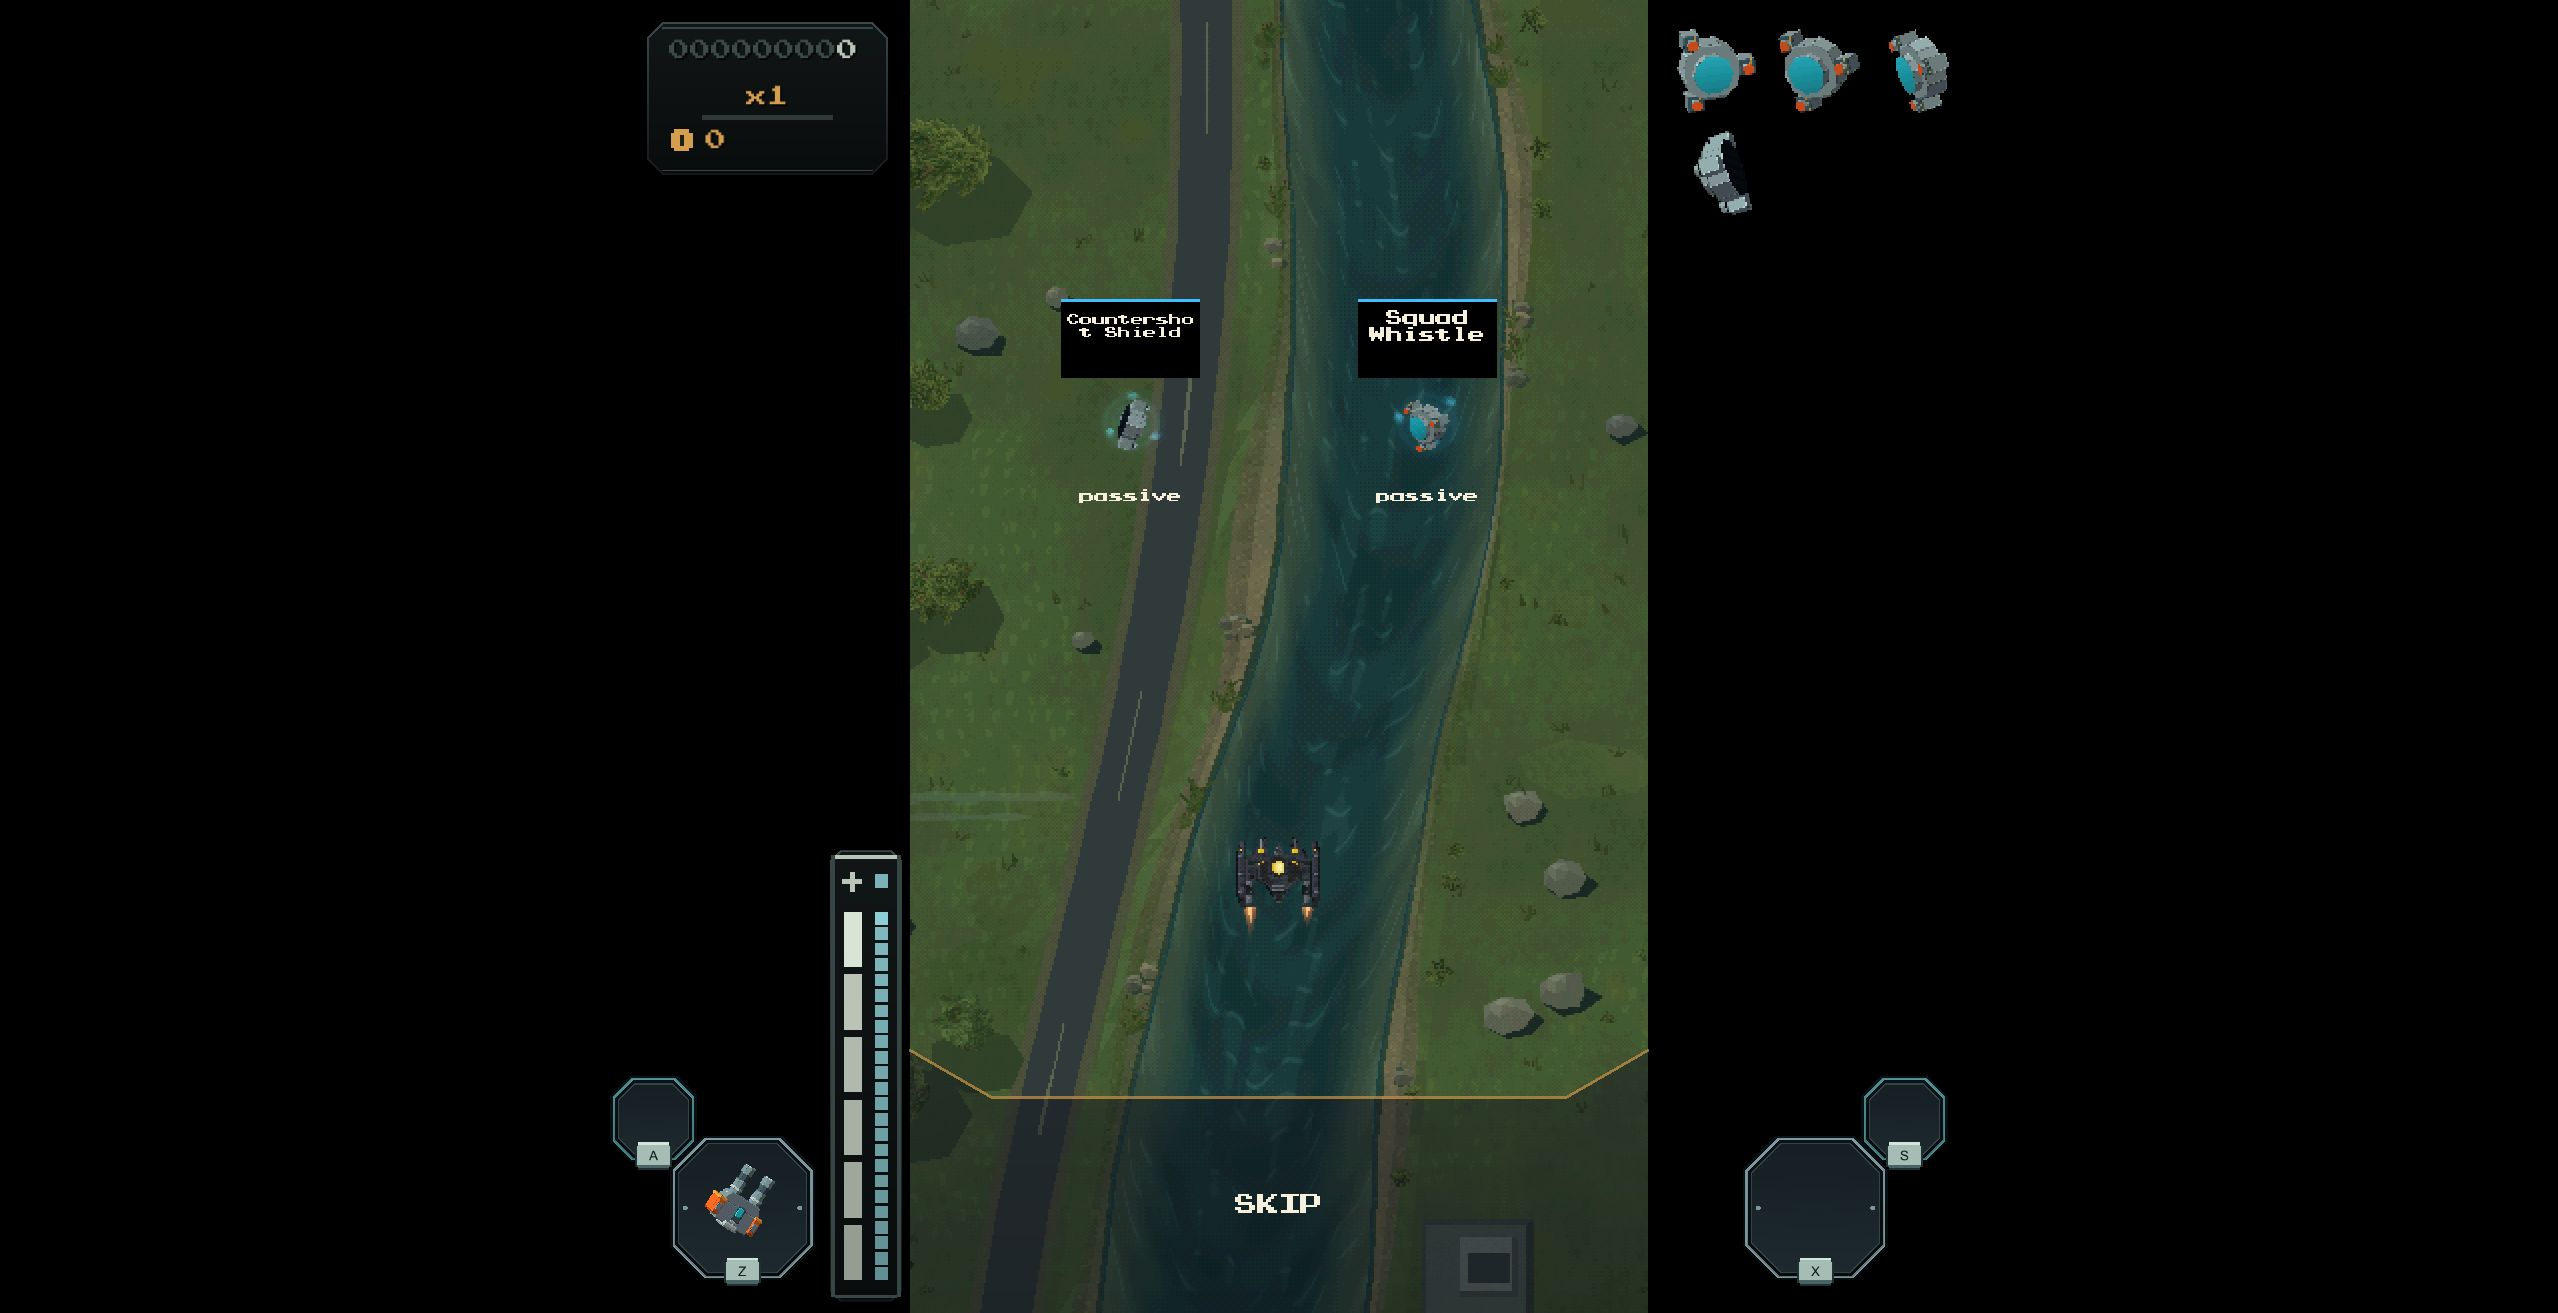 000000000
x1
0
Countersho
t Shield
Squad
Whistle
passive
passive
A
Z
SKIP
S
X